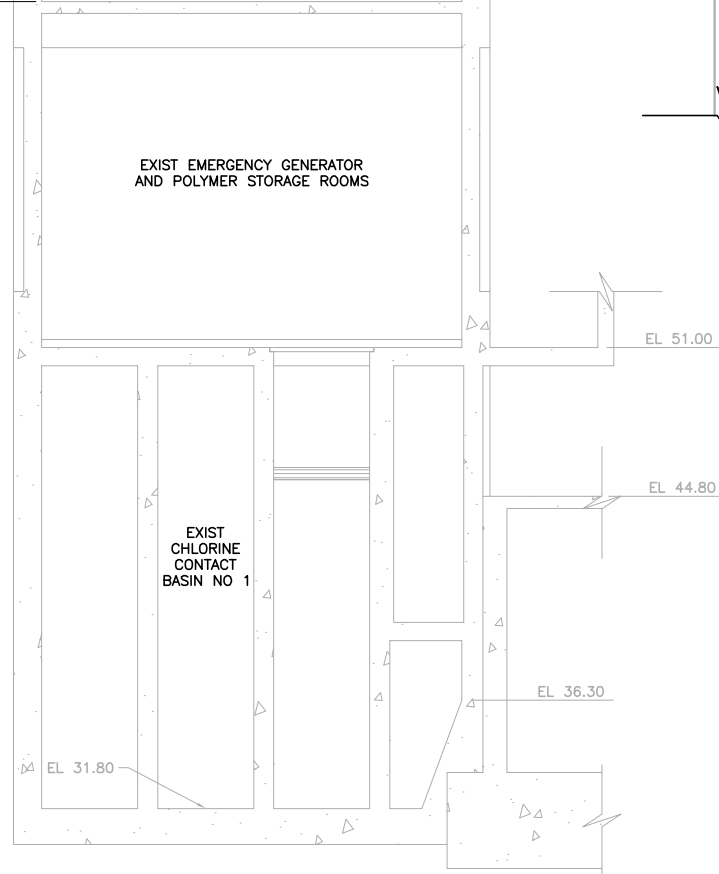 EXIST EMERGENCY GENERATOR
AND POLYMER STORAGE ROOMS
EL 51.00
EL 44.80
EXIST
CHLORINE
CONTACT
BASIN NO 1
EL 36.30
EL 31.80